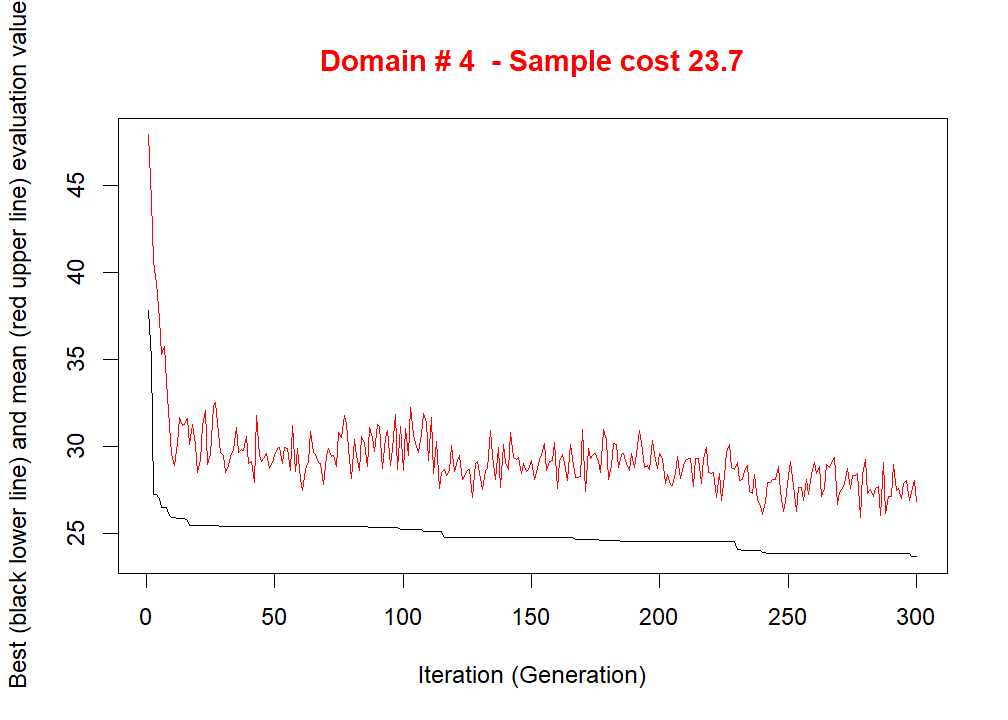 Domain # 4  - Sample cost 23.7
Best (black lower line) and mean (red upper line) evaluation value
45
40
35
30
25
0 50 100 150 200 250 300
Iteration (Generation)